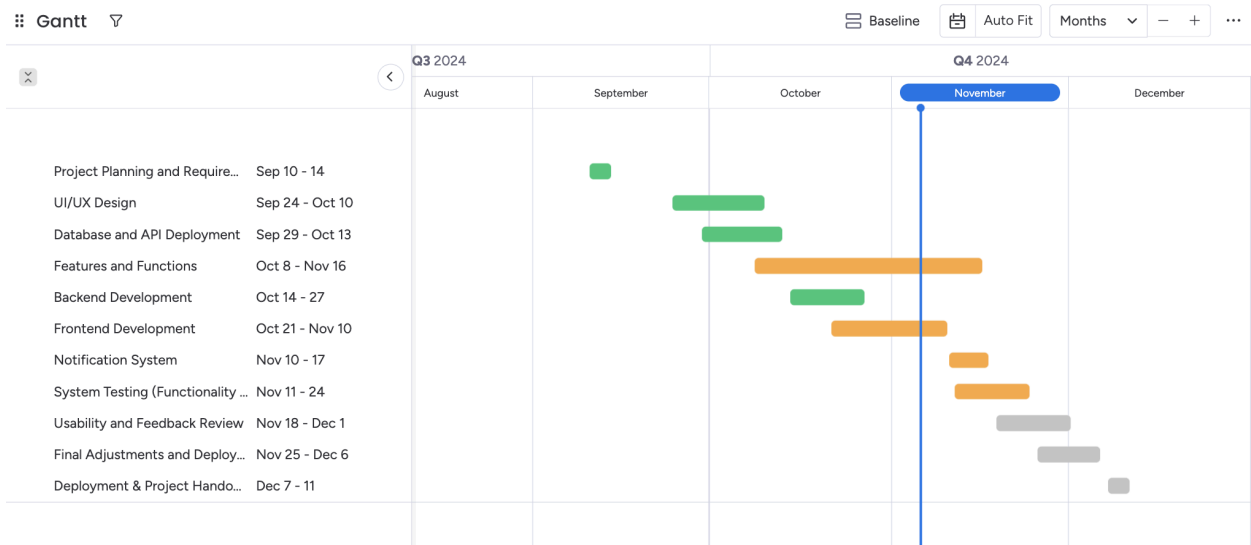 Gantt
Baseline
Auto Fit
Months
Q3 2024
Q4 2024
August
September
October
November
December
Project Planning and Require... Sep 10 - 14
UI/UX Design Sep 24 - Oct 10
Database and API Deployment Sep 29 - Oct 13
Features and Functions Oct 8 - Nov 16
Backend Development Oct 14 - 27
Frontend Development Oct 21 - Nov 10
Notification System Nov 10 - 17
System Testing (Functionality ... Nov 11 - 24
Usability and Feedback Review Nov 18 - Dec 1
Final Adjustments and Deploy... Nov 25 - Dec 6
Deployment & Project Hando... Dec 7 - 11